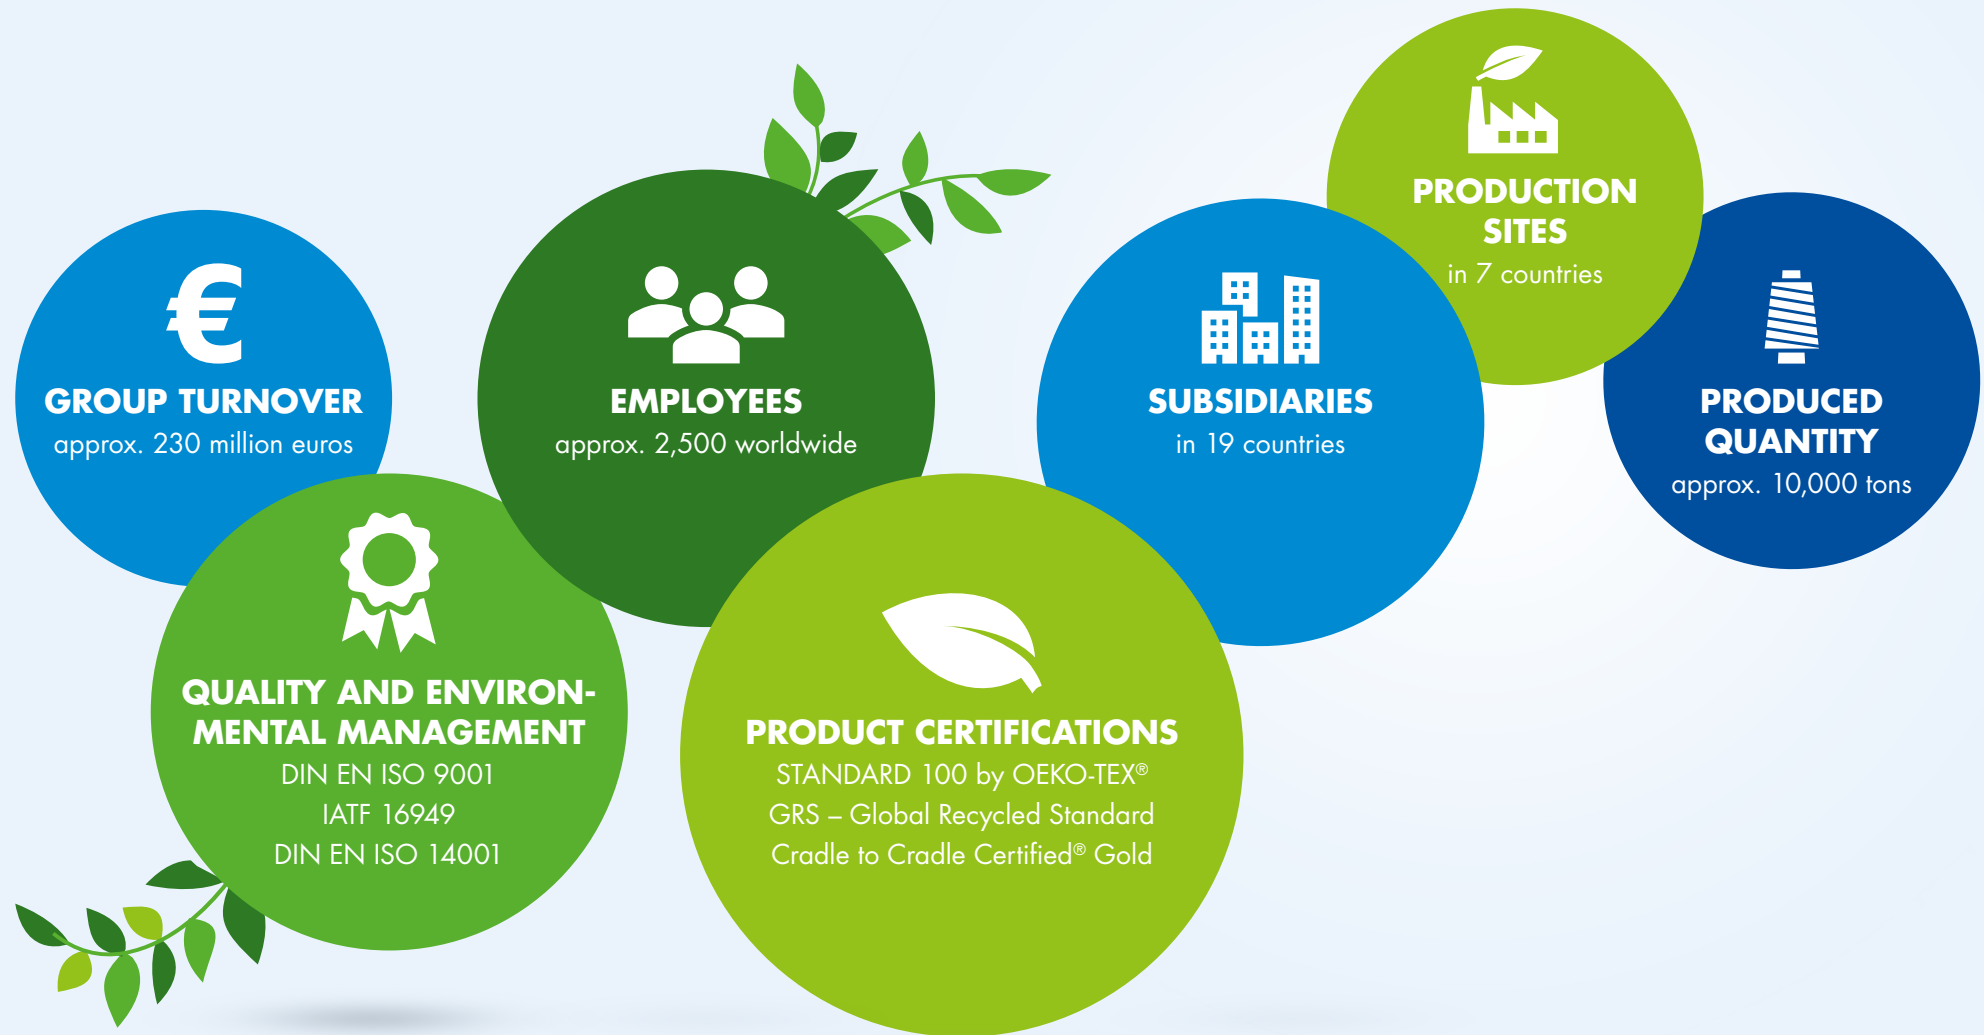 €
GROUP TURNOVER
approx. 230 million euros
EMPLOYEES
approx. 2,500 worldwide
SUBSIDIARIES
in 19 countries
PRODUCTION
SITES
in 7 countries
PRODUCED
QUANTITY
approx. 10,000 tons
QUALITY AND ENVIRON-
MENTAL MANAGEMENT
DIN EN ISO 9001
IATF 16949
DIN EN ISO 14001
PRODUCT CERTIFICATIONS
STANDARD 100 by OEKO-TEX®
GRS – Global Recycled Standard
Cradle to Cradle Certified® Gold